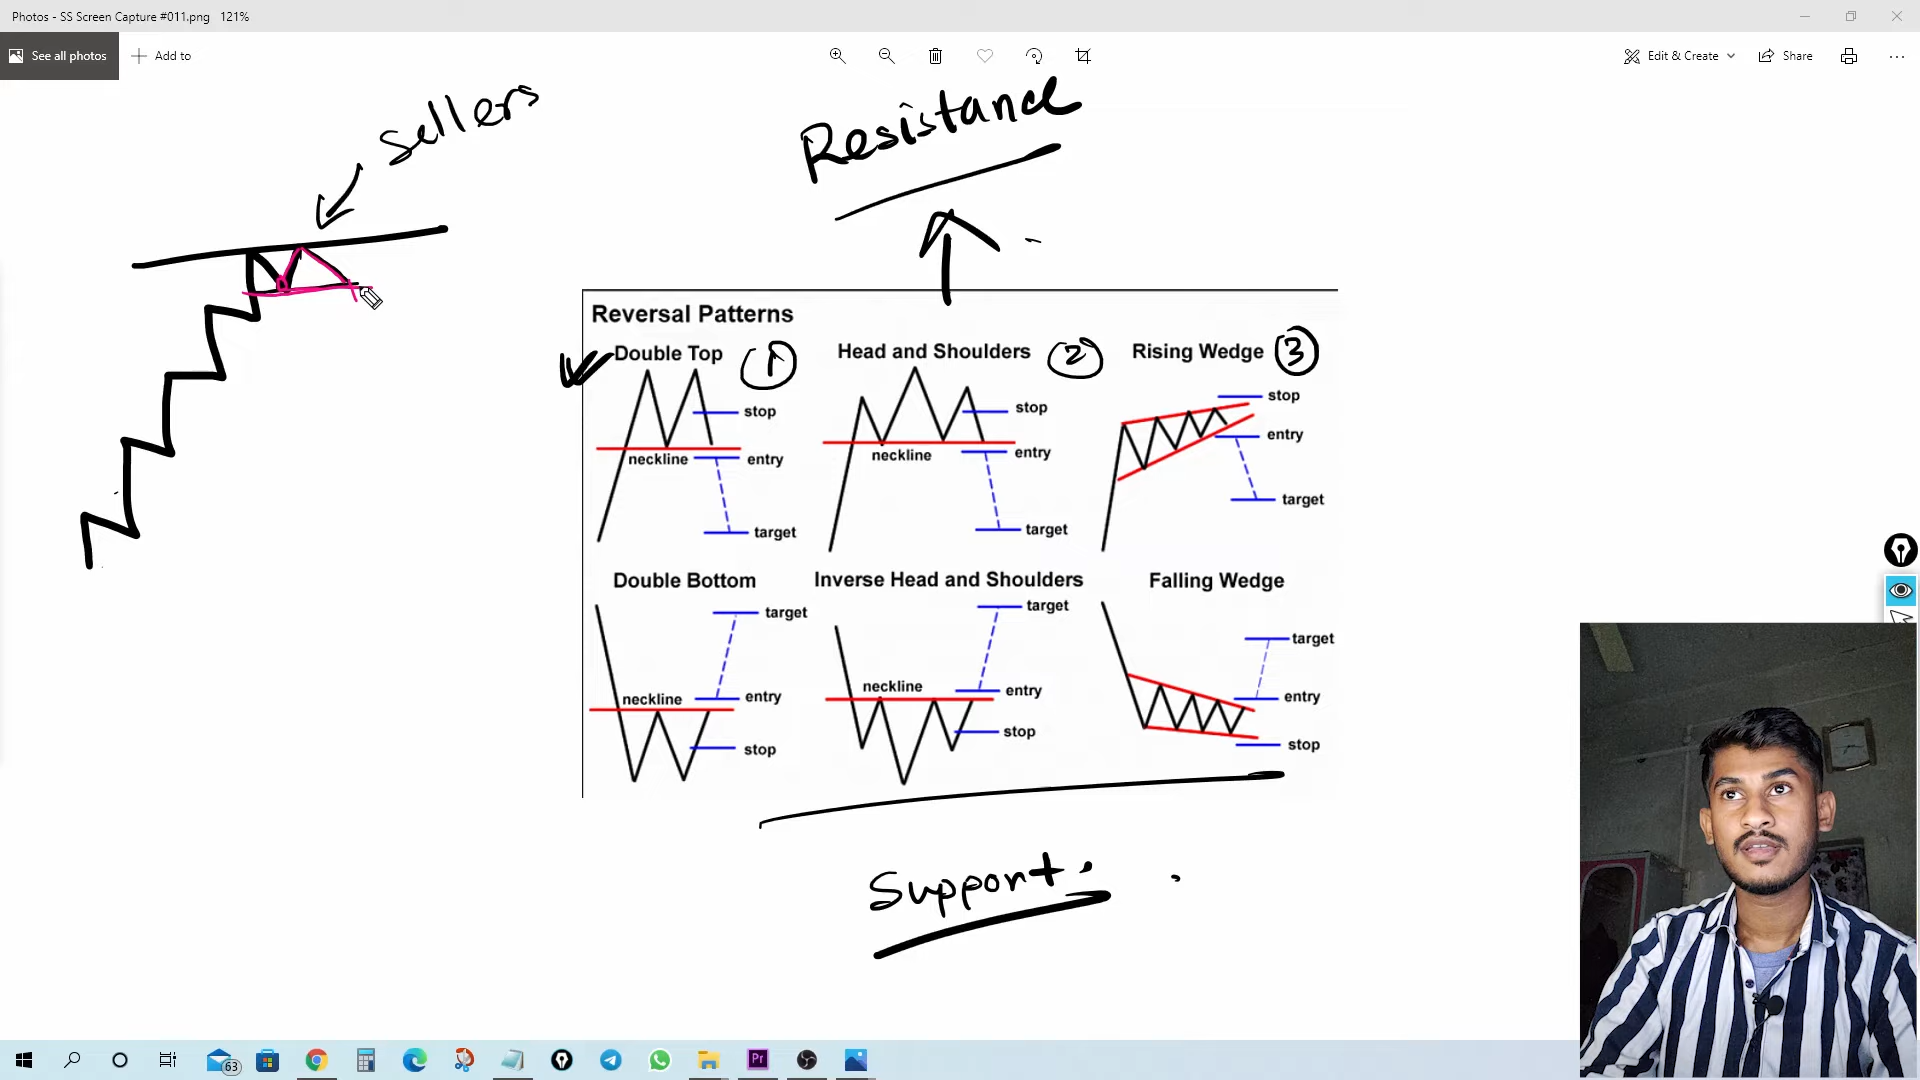 Photos - SS Screen Capture #011.png 121%
See all photos
Add to
Edit & Create
Share
Sellers
Resistance
Reversal Patterns
Double Top
1
Head and Shoulders
2
Rising Wedge
3
stop
neckline
entry
target
stop
neckline
entry
target
stop
entry
target
Double Bottom
Inverse Head and Shoulders
Falling Wedge
target
neckline
entry
stop
target
neckline
entry
stop
target
entry
stop
Support.
63
Pr